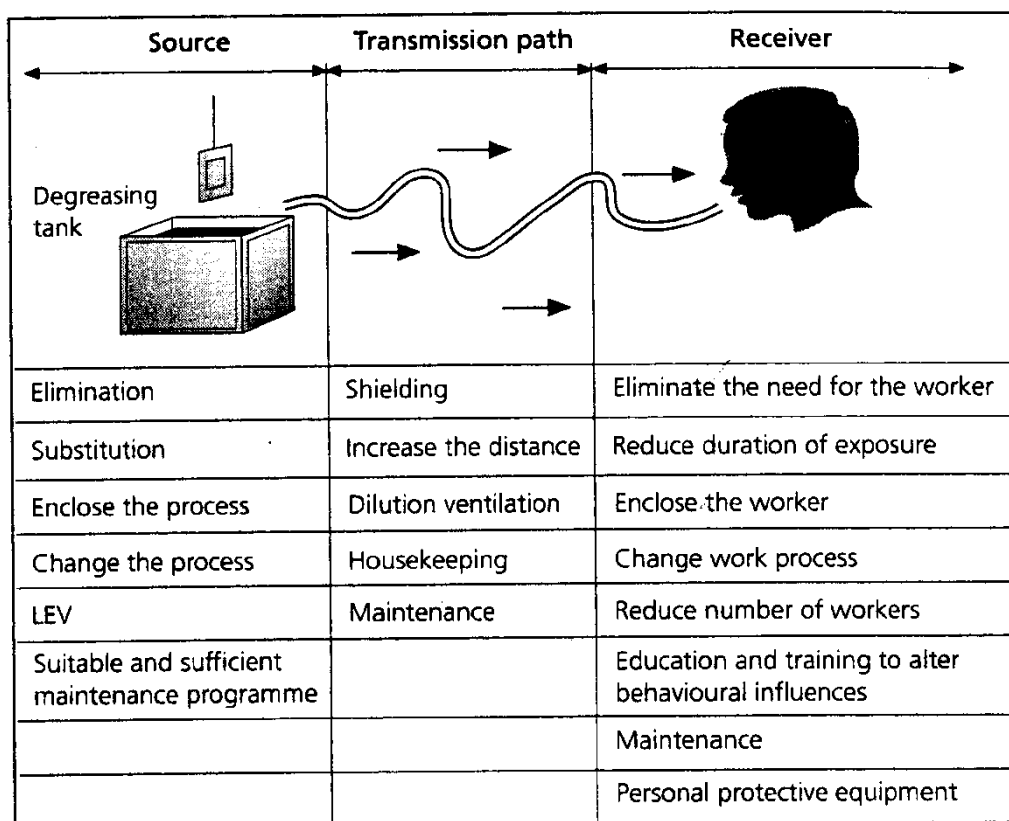 Source Transmission path Receiver
Degreasing
tank
Elimination Shielding Eliminate the need for the worker
Substitution Increase the distance Reduce duration of exposure
Enclose the process Dilution ventilation Enclose the worker
Change the process Housekeeping Change work process
LEV Maintenance Reduce number of workers
Suitable and sufficient Education and training to alter
maintenance programme behavioural influences
Maintenance
Personal protective equipment